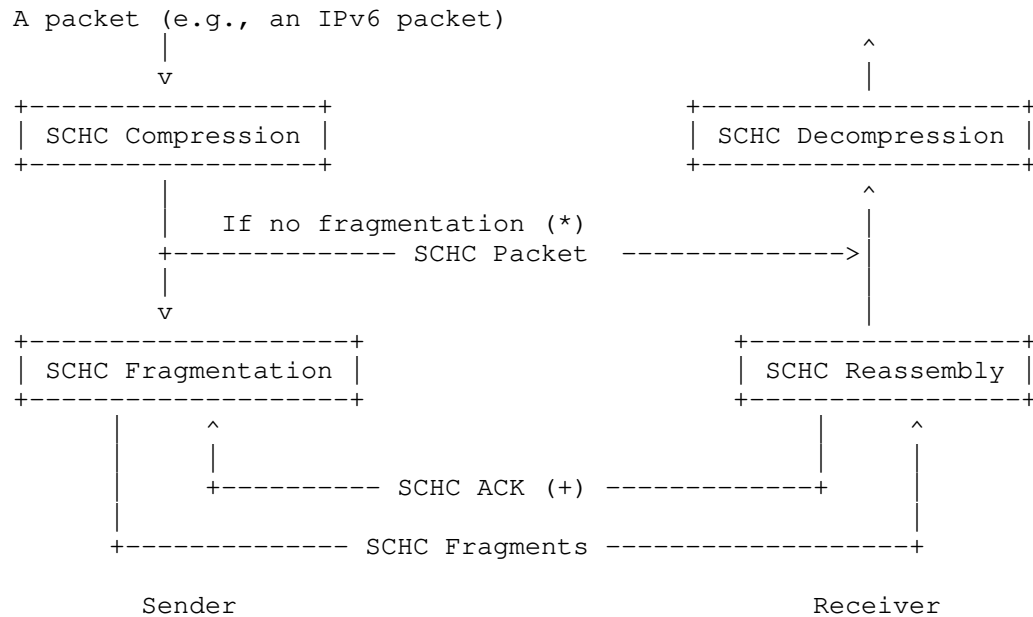 A packet (e.g., an IPv6 packet)
SCHC Compression SCHC Decompression
If no fragmentation (*)
SCHC Packet
SCHC Fragmentation SCHC Reassembly
SCHC ACK (+)
SCHC Fragments
Sender Receiver